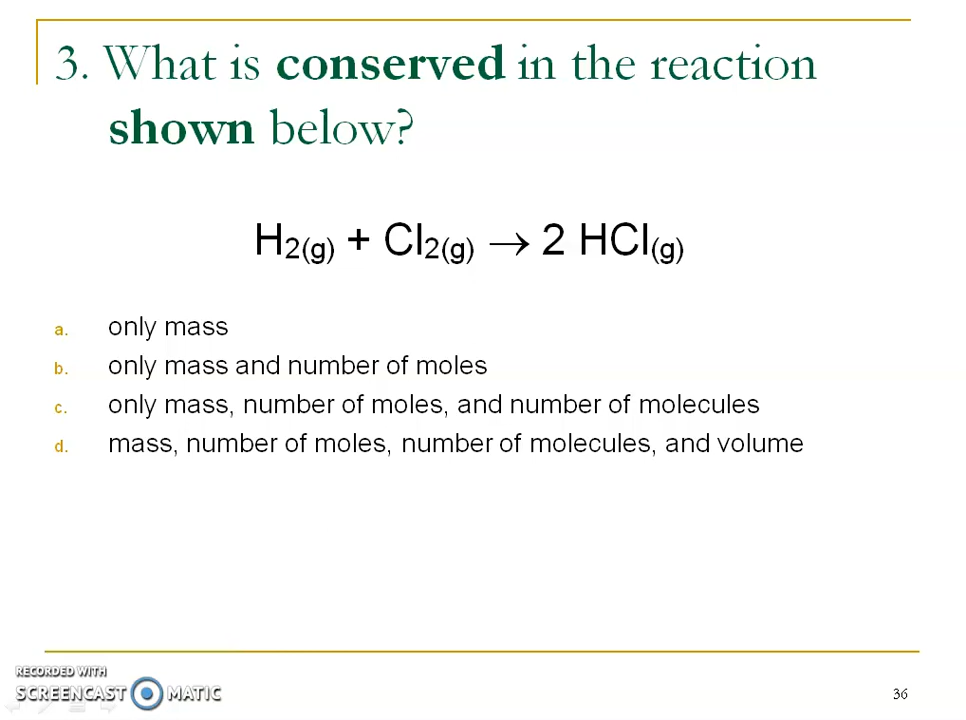 3. What is conserved in the reaction
shown below?
H2(g) + Cl2(g) → 2 HCl(g)
a. only mass
b. only mass and number of moles
c. only mass, number of moles, and number of molecules
d. mass, number of moles, number of molecules, and volume
RECORDED WITH
SCREENCAST MATIC
36